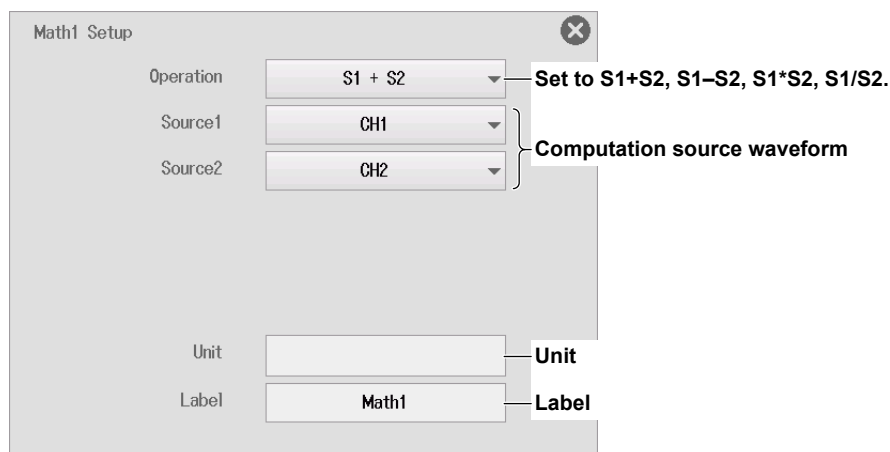 Math1 Setup
Operation S1 + S2 Set to S1+S2, S1–S2, S1*S2, S1/S2.
Source1 CH1
Computation source waveform
Source2 CH2
Unit Unit
Label Math1 Label